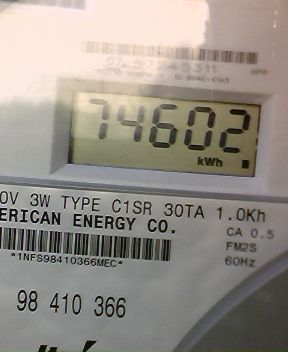 74602
kWh
0V 3W TYPE C1SR 30TA 1.0Kh
ERICAN ENERGY CO.
CA 0.5
FM2S
*1NFS98410366MEC*
60Hz
98 410 366